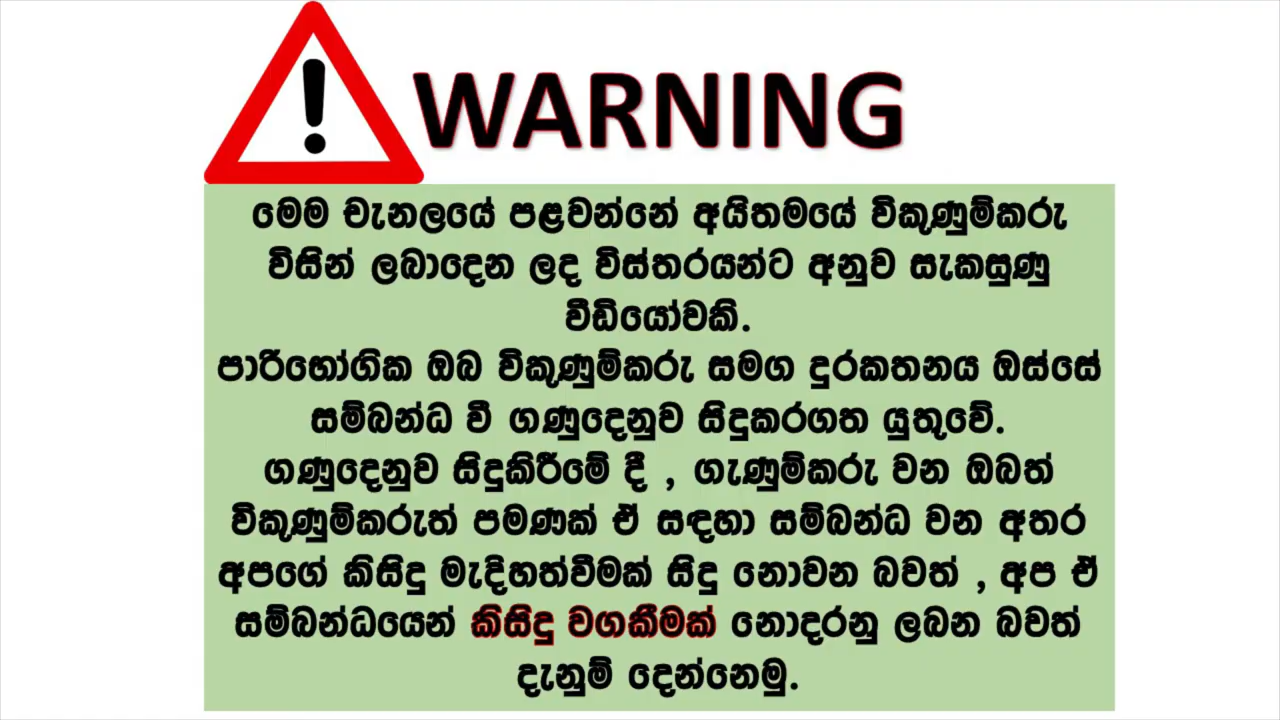 WARNING
මෙම චැනලයේ පළවන්නේ අයිතමයේ විකුණුම්කරු
විසින් ලබාදෙන ලද විස්තරයන්ට අනුව සැකසුණු
වීඩියෝවකි.
පාරිභෝගික ඔබ විකුණුම්කරු සමග දුරකතනය ඔස්සේ
සම්බන්ධ වී ගණුදෙනුව සිදුකරගත යුතුවේ.
ගණුදෙනුව සිදුකිරීමේ දී , ගැණුම්කරු වන ඔබත්
විකුණුම්කරුත් පමණක් ඒ සඳහා සම්බන්ධ වන අතර
අපගේ කිසිදු මැදිහත්වීමක් සිදු නොවන බවත් , අප ඒ
සම්බන්ධයෙන් කිසිදු වගකීමක් නොදරනු ලබන බවත්
දැනුම් දෙන්නෙමු.